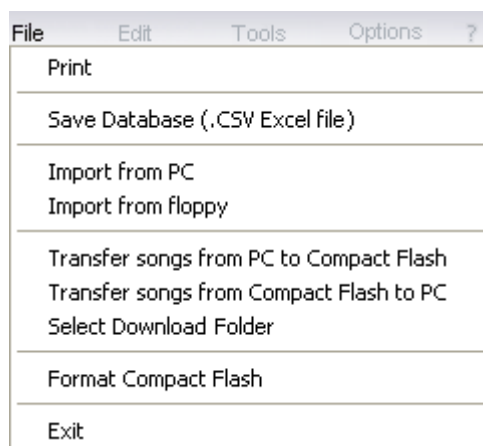 File Edit Tools Options ?
Print
Save Database (.CSV Excel file)
Import from PC
Import from floppy
Transfer songs from PC to Compact Flash
Transfer songs from Compact Flash to PC
Select Download Folder
Format Compact Flash
Exit